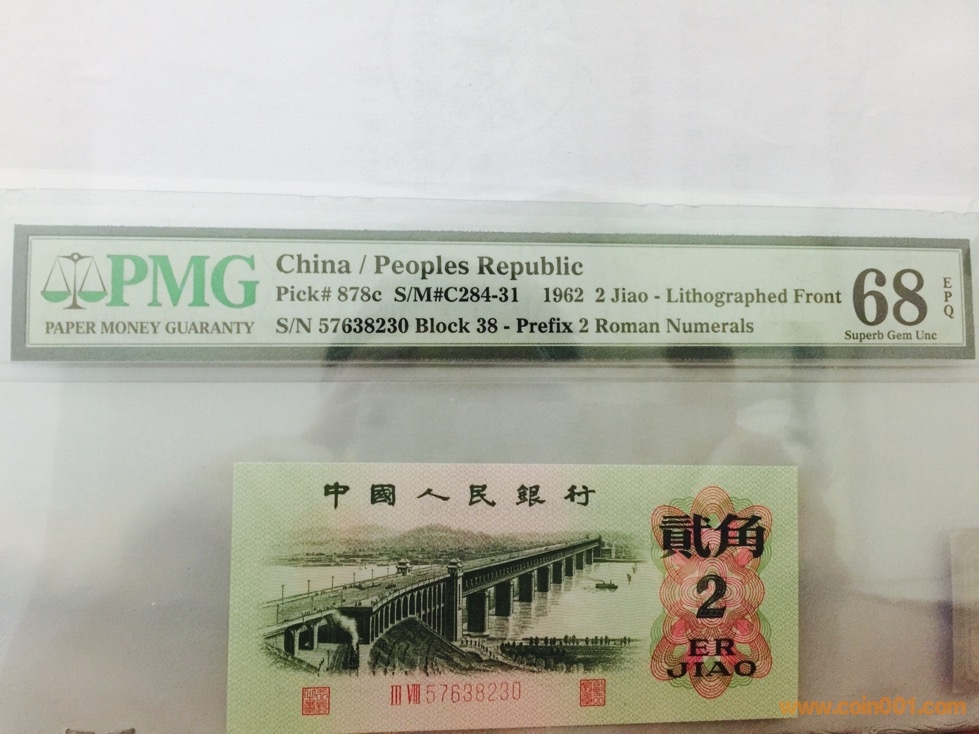 PMG
PAPER MONEY GUARANTY
China / Peoples Republic
Pick# 878c S/M#C284-31 1962 2 Jiao - Lithographed Front
S/N 57638230 Block 38 - Prefix 2 Roman Numerals
68
EPQ
Superb Gem Unc
中國人民銀行
貳角
2
ER
JIAO
III VIII 57638230
www.coin001.com